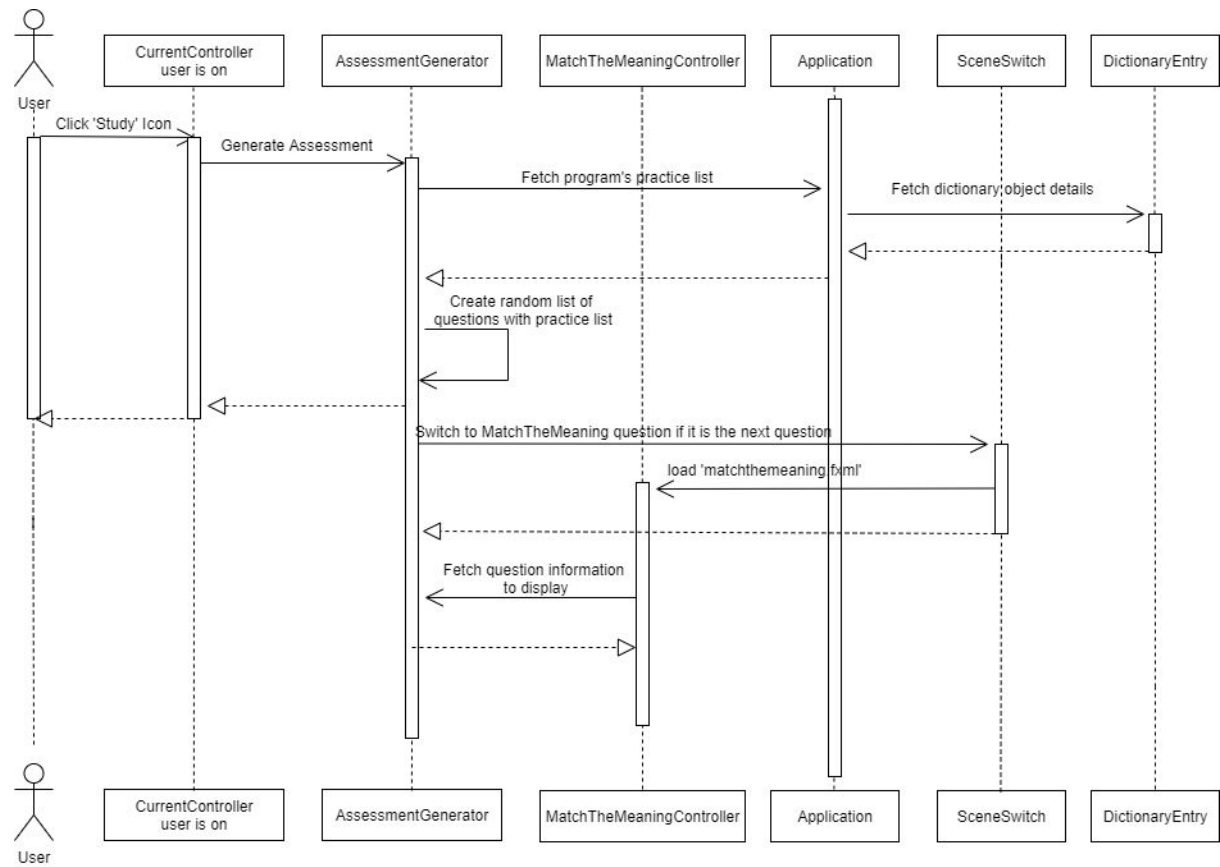 CurrentController
user is on
AssessmentGenerator
MatchTheMeaningController
Application
SceneSwitch
DictionaryEntry
User
Click 'Study' Icon
Generate Assessment
Fetch program's practice list
Fetch dictionary object details
Create random list of
questions with practice list
Switch to MatchTheMeaning question if it is the next question
load 'matchthemeaning.fxml'
Fetch question information
to display
CurrentController
user is on
AssessmentGenerator
MatchTheMeaningController
Application
SceneSwitch
DictionaryEntry
User